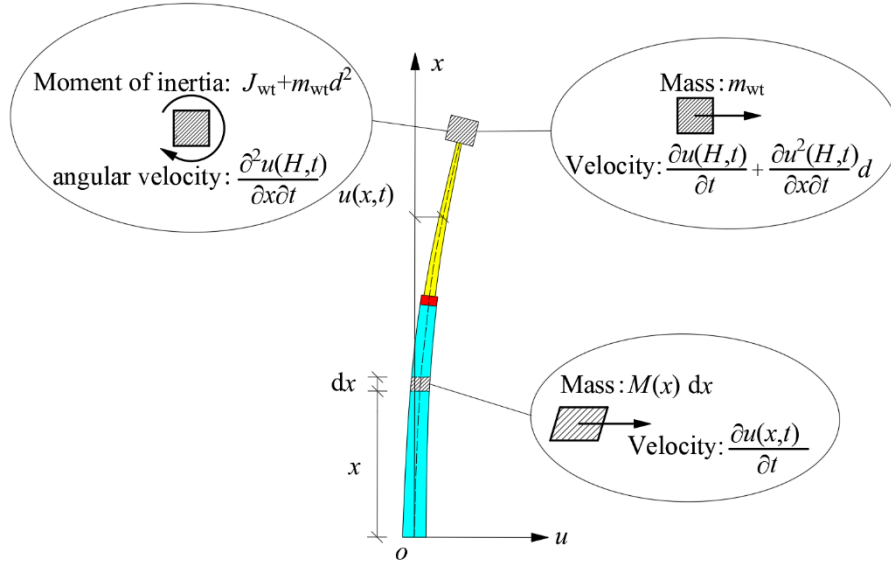 Moment of inertia: J_wt+m_wt d^2
angular velocity: ∂^2u(H,t)/∂x∂t
x
u(x,t)
Mass: m_wt
Velocity: ∂u(H,t)/∂t + ∂u^2(H,t)/∂x∂t d
dx
x
Mass: M(x) dx
Velocity: ∂u(x,t)/∂t
o
u